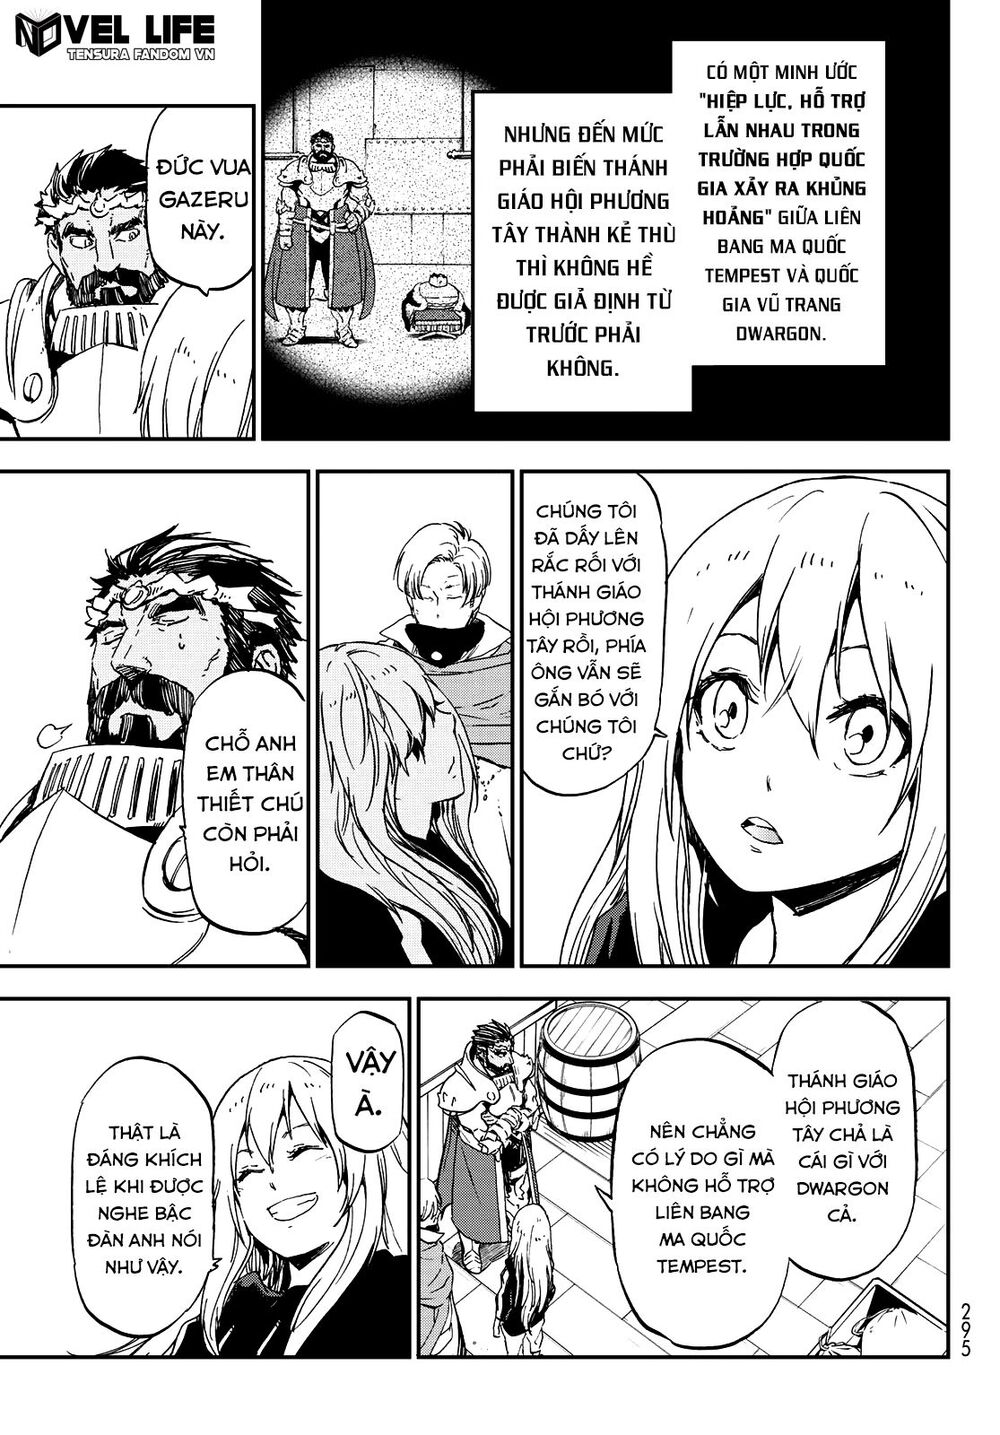 NOVEL LIFE
TENSURA FANDOM VN
CÓ MỘT MINH ƯỚC
"HIỆP LỰC, HỖ TRỢ
LẪN NHAU TRONG
TRƯỜNG HỢP QUỐC
GIA XẢY RA KHỦNG
HOẢNG" GIỮA LIÊN
BANG MA QUỐC
TEMPEST VÀ QUỐC
GIA VŨ TRANG
DWARGON.
NHƯNG ĐẾN MỨC
PHẢI BIẾN THÁNH
GIÁO HỘI PHƯƠNG
TÂY THÀNH KẺ THÙ
THÌ KHÔNG HỀ
ĐƯỢC GIẢ ĐỊNH TỪ
TRƯỚC PHẢI
KHÔNG.
ĐỨC VUA
GAZERU
NÀY.
CHÚNG TÔI
ĐÃ DẤY LÊN
RẮC RỐI VỚI
THÁNH GIÁO
HỘI PHƯƠNG
TÂY RỒI, PHÍA
ÔNG VẪN SẼ
GẮN BÓ VỚI
CHÚNG TÔI
CHỨ?
CHỖ ANH
EM THÂN
THIẾT CHÚ
CÒN PHẢI
HỎI.
THÁNH GIÁO
HỘI PHƯƠNG
TÂY CHẢ LÀ
CÁI GÌ VỚI
DWARGON
CẢ.
NÊN CHẲNG
CÓ LÝ DO GÌ MÀ
KHÔNG HỖ TRỢ
LIÊN BANG
MA QUỐC
TEMPEST.
VẬY
À.
THẬT LÀ
ĐÁNG KHÍCH
LỆ KHI ĐƯỢC
NGHE BẬC
ĐÀN ANH NÓI
NHƯ VẬY.
295